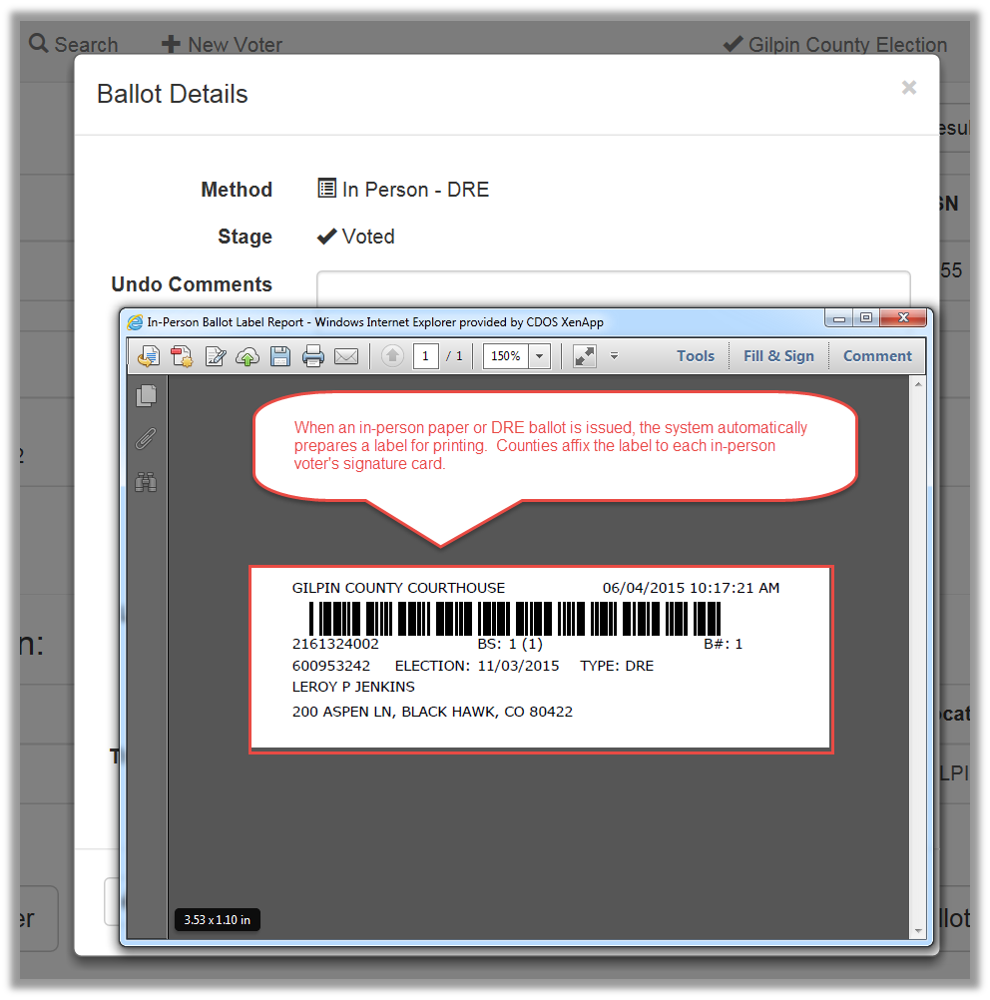 Search New Voter Gilpin County Election
Ballot Details ×
Method In Person - DRE
Stage Voted
Undo Comments
In-Person Ballot Label Report - Windows Internet Explorer provided by CDOS XenApp
1 / 1 150% Tools Fill & Sign Comment
When an in-person paper or DRE ballot is issued, the system automatically
prepares a label for printing. Counties affix the label to each in-person
voter's signature card.
GILPIN COUNTY COURTHOUSE 06/04/2015 10:17:21 AM
2161324002 BS: 1 (1) B#: 1
600953242 ELECTION: 11/03/2015 TYPE: DRE
LEROY P JENKINS
200 ASPEN LN, BLACK HAWK, CO 80422
3.53 x 1.10 in